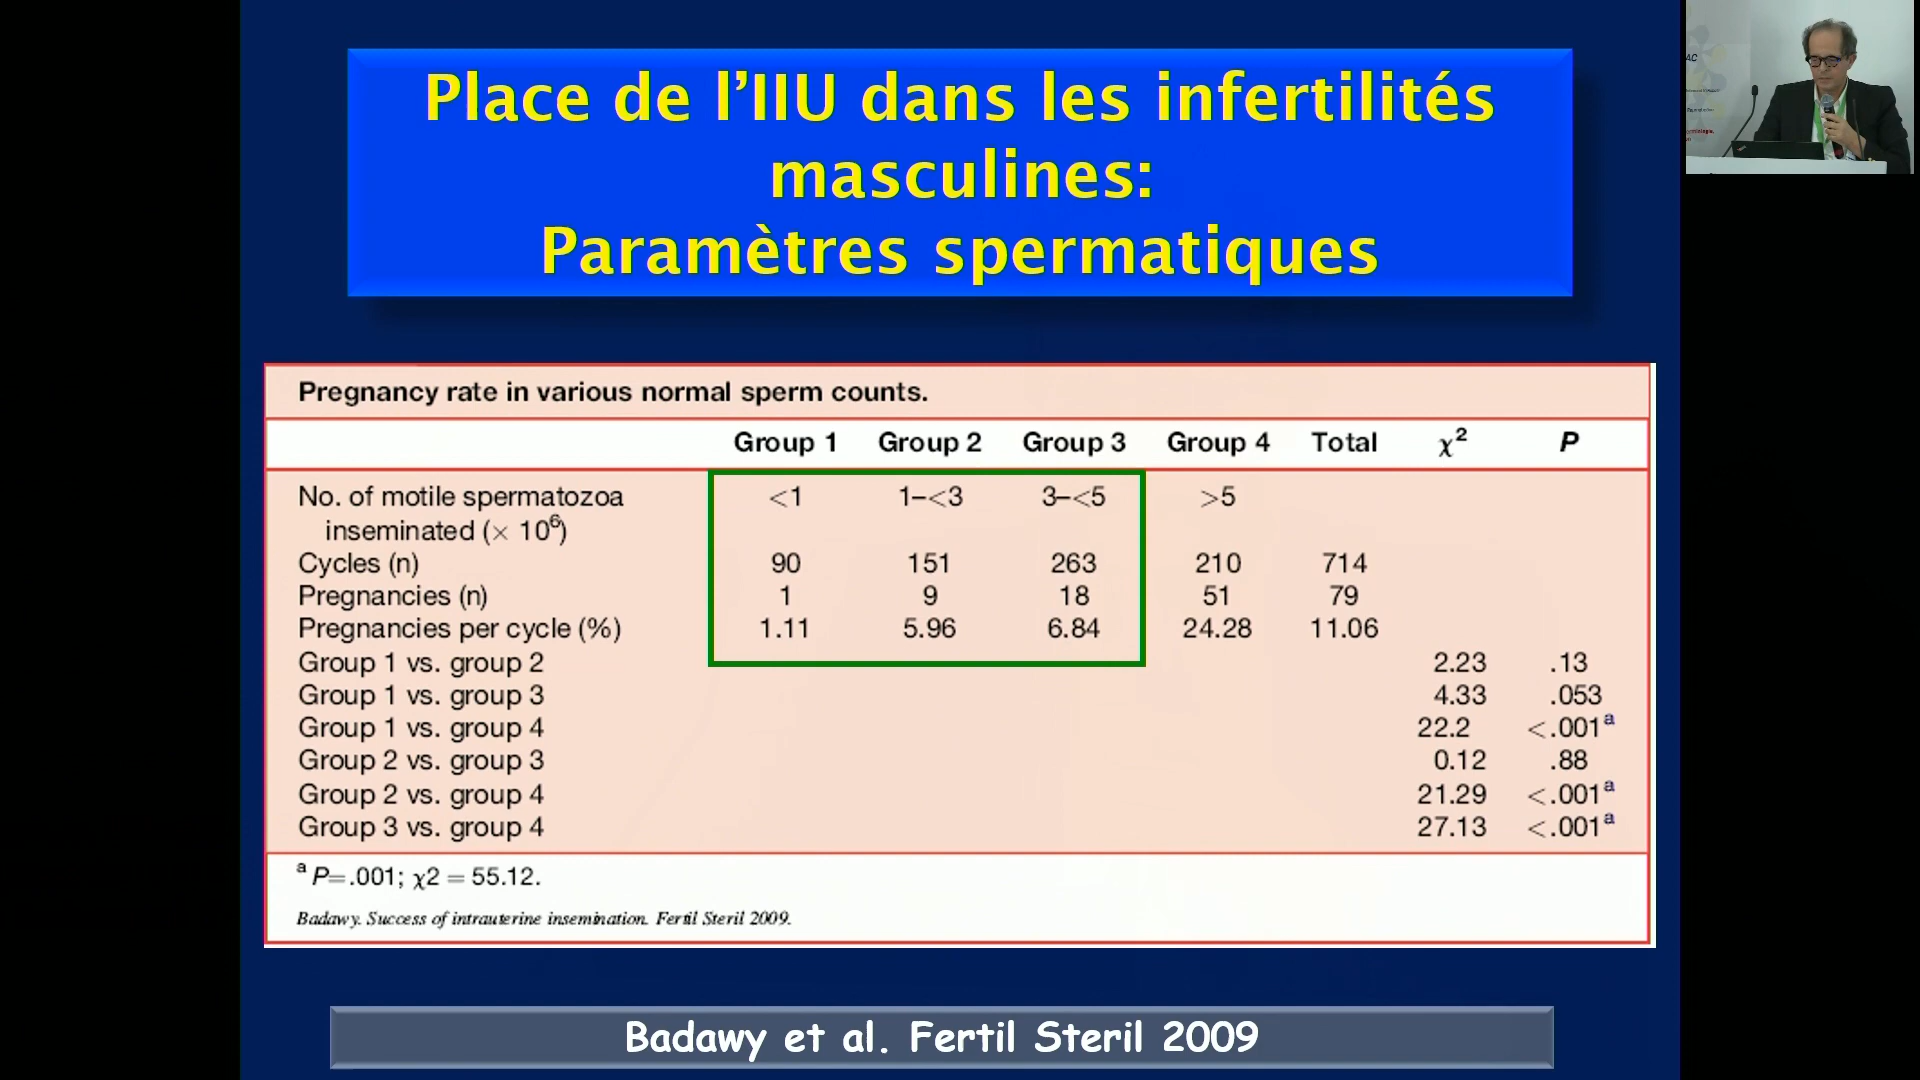 Place de l’IIU dans les infertilités
masculines:
Paramètres spermatiques
Pregnancy rate in various normal sperm counts.
Group 1 Group 2 Group 3 Group 4 Total χ² P
No. of motile spermatozoa <1 1–<3 3–<5 >5
inseminated (× 10⁶)
Cycles (n) 90 151 263 210 714
Pregnancies (n) 1 9 18 51 79
Pregnancies per cycle (%) 1.11 5.96 6.84 24.28 11.06
Group 1 vs. group 2 2.23 .13
Group 1 vs. group 3 4.33 .053
Group 1 vs. group 4 22.2 <.001ᵃ
Group 2 vs. group 3 0.12 .88
Group 2 vs. group 4 21.29 <.001ᵃ
Group 3 vs. group 4 27.13 <.001ᵃ
ᵃ P=.001; χ2 = 55.12.
Badawy. Success of intrauterine insemination. Fertil Steril 2009.
Badawy et al. Fertil Steril 2009
AC